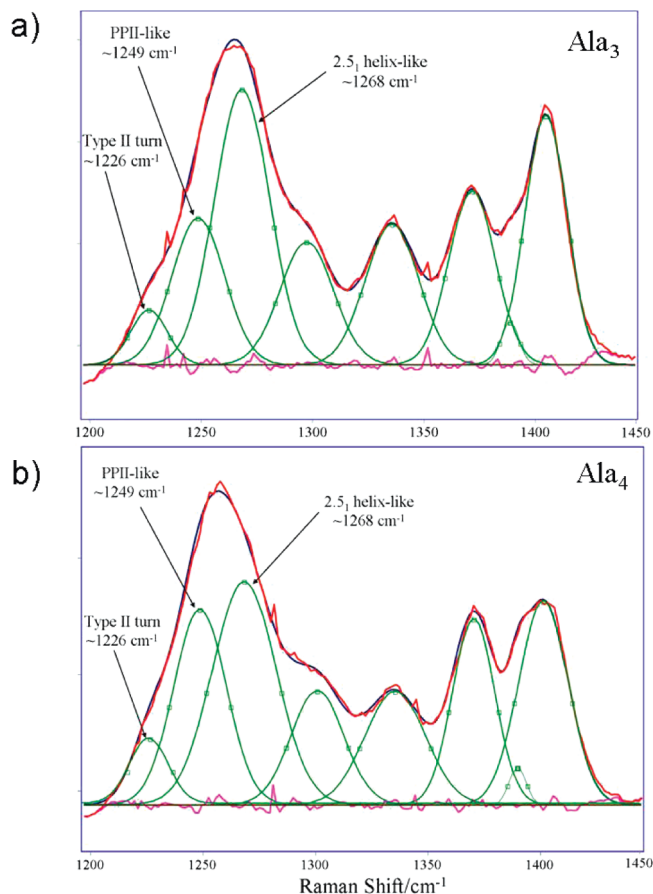 a)
Ala₃
PPII-like
~1249 cm⁻¹
2.5₁ helix-like
~1268 cm⁻¹
Type II turn
~1226 cm⁻¹
1200 1250 1300 1350 1400 1450
b)
Ala₄
PPII-like
~1249 cm⁻¹
2.5₁ helix-like
~1268 cm⁻¹
Type II turn
~1226 cm⁻¹
1200 1250 1300 1350 1400 1450
Raman Shift/cm⁻¹